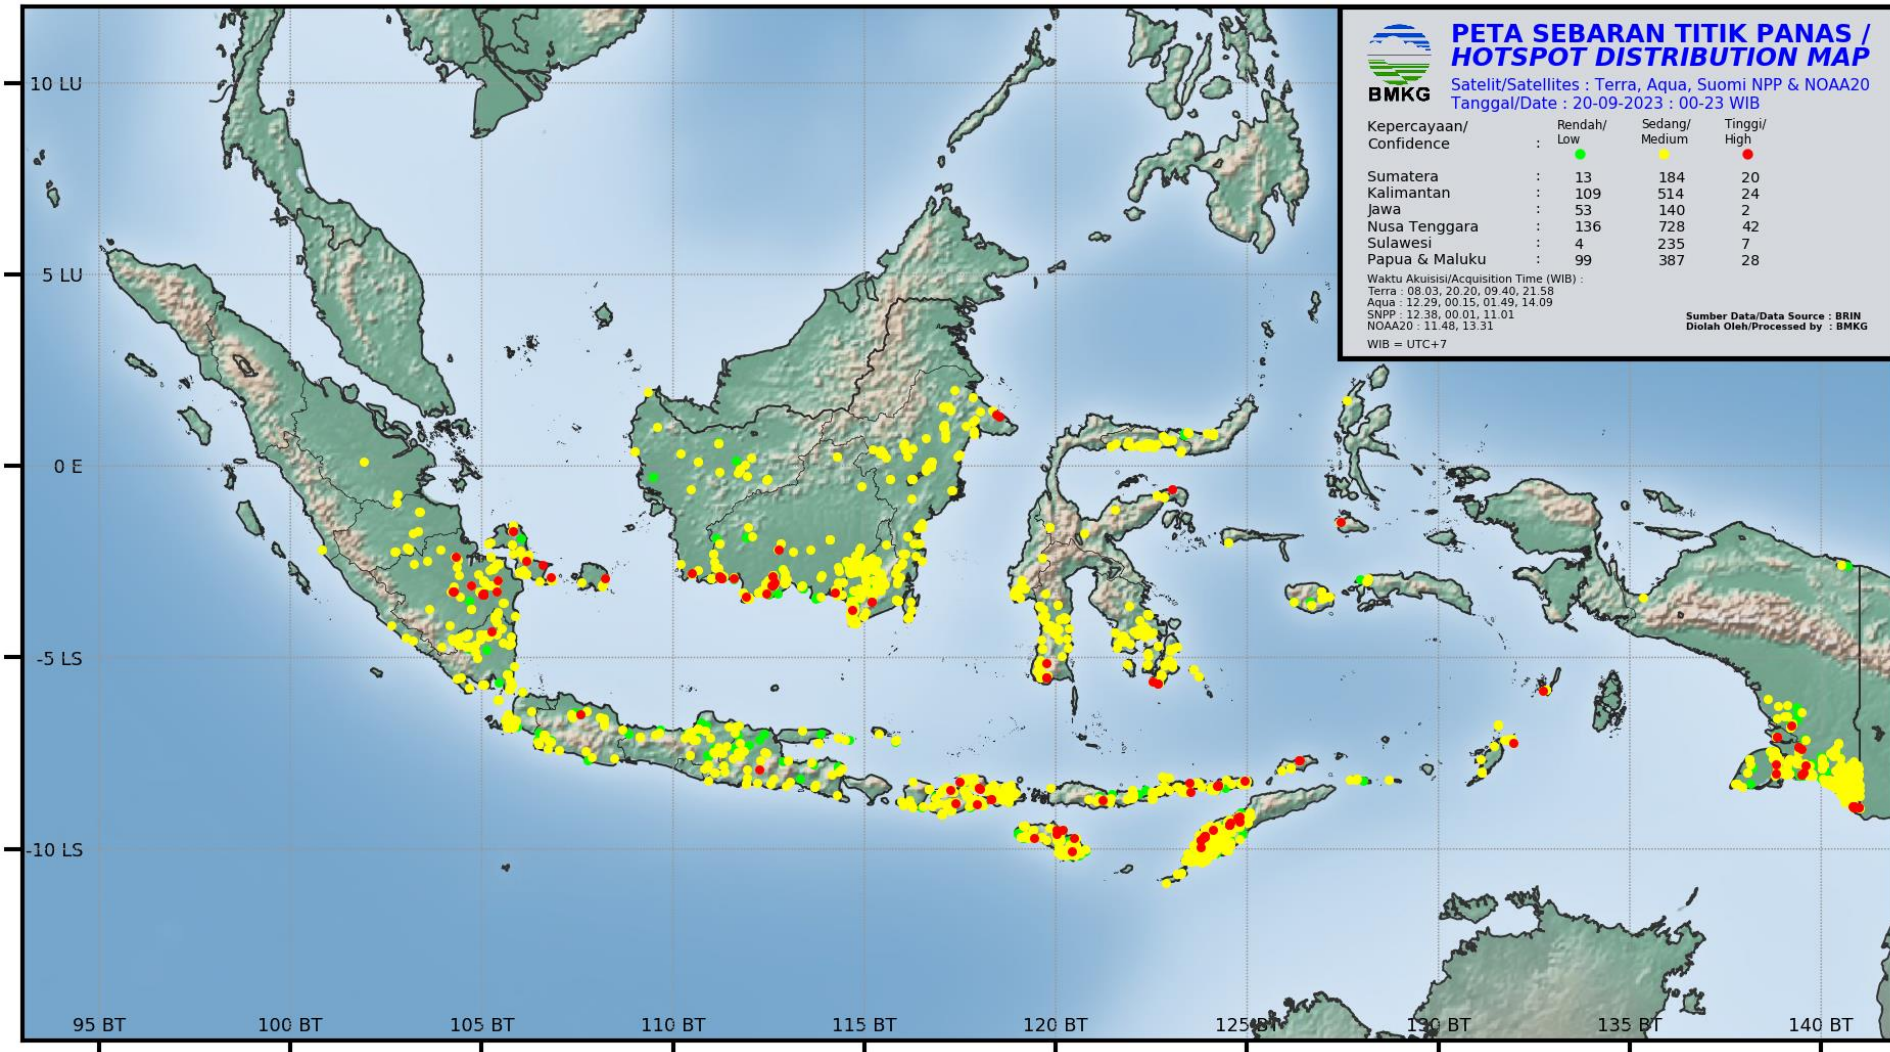 PETA SEBARAN TITIK PANAS /
HOTSPOT DISTRIBUTION MAP
BMKG
Satelit/Satellites : Terra, Aqua, Suomi NPP & NOAA20
Tanggal/Date : 20-09-2023 : 00-23 WIB
Kepercayaan/ Rendah/ Sedang/ Tinggi/
Confidence : Low Medium High
Sumatera : 13 184 20
Kalimantan : 109 514 24
Jawa : 53 140 2
Nusa Tenggara : 136 728 42
Sulawesi : 4 235 7
Papua & Maluku : 99 387 28
Waktu Akuisisi/Acquisition Time (WIB) :
Terra : 08.03, 20.20, 09.40, 21.58
Aqua : 12.29, 00.15, 01.49, 14.09
SNPP : 12.38, 00.01, 11.01
NOAA20 : 11.48, 13.31
WIB = UTC+7
Sumber Data/Data Source : BRIN
Diolah Oleh/Processed by : BMKG
10 LU
5 LU
0 E
-5 LS
-10 LS
95 BT 100 BT 105 BT 110 BT 115 BT 120 BT 125 BT 130 BT 135 BT 140 BT